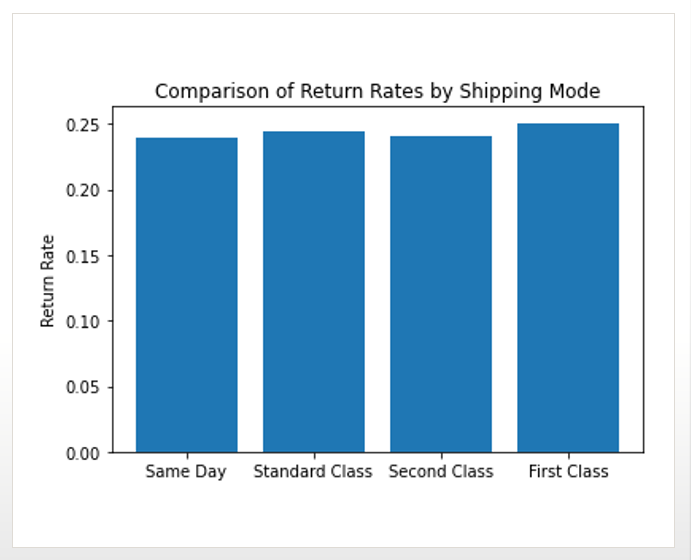 Comparison of Return Rates by Shipping Mode
0.25
0.20
0.15
0.10
0.05
0.00
Return Rate
Same Day Standard Class Second Class First Class